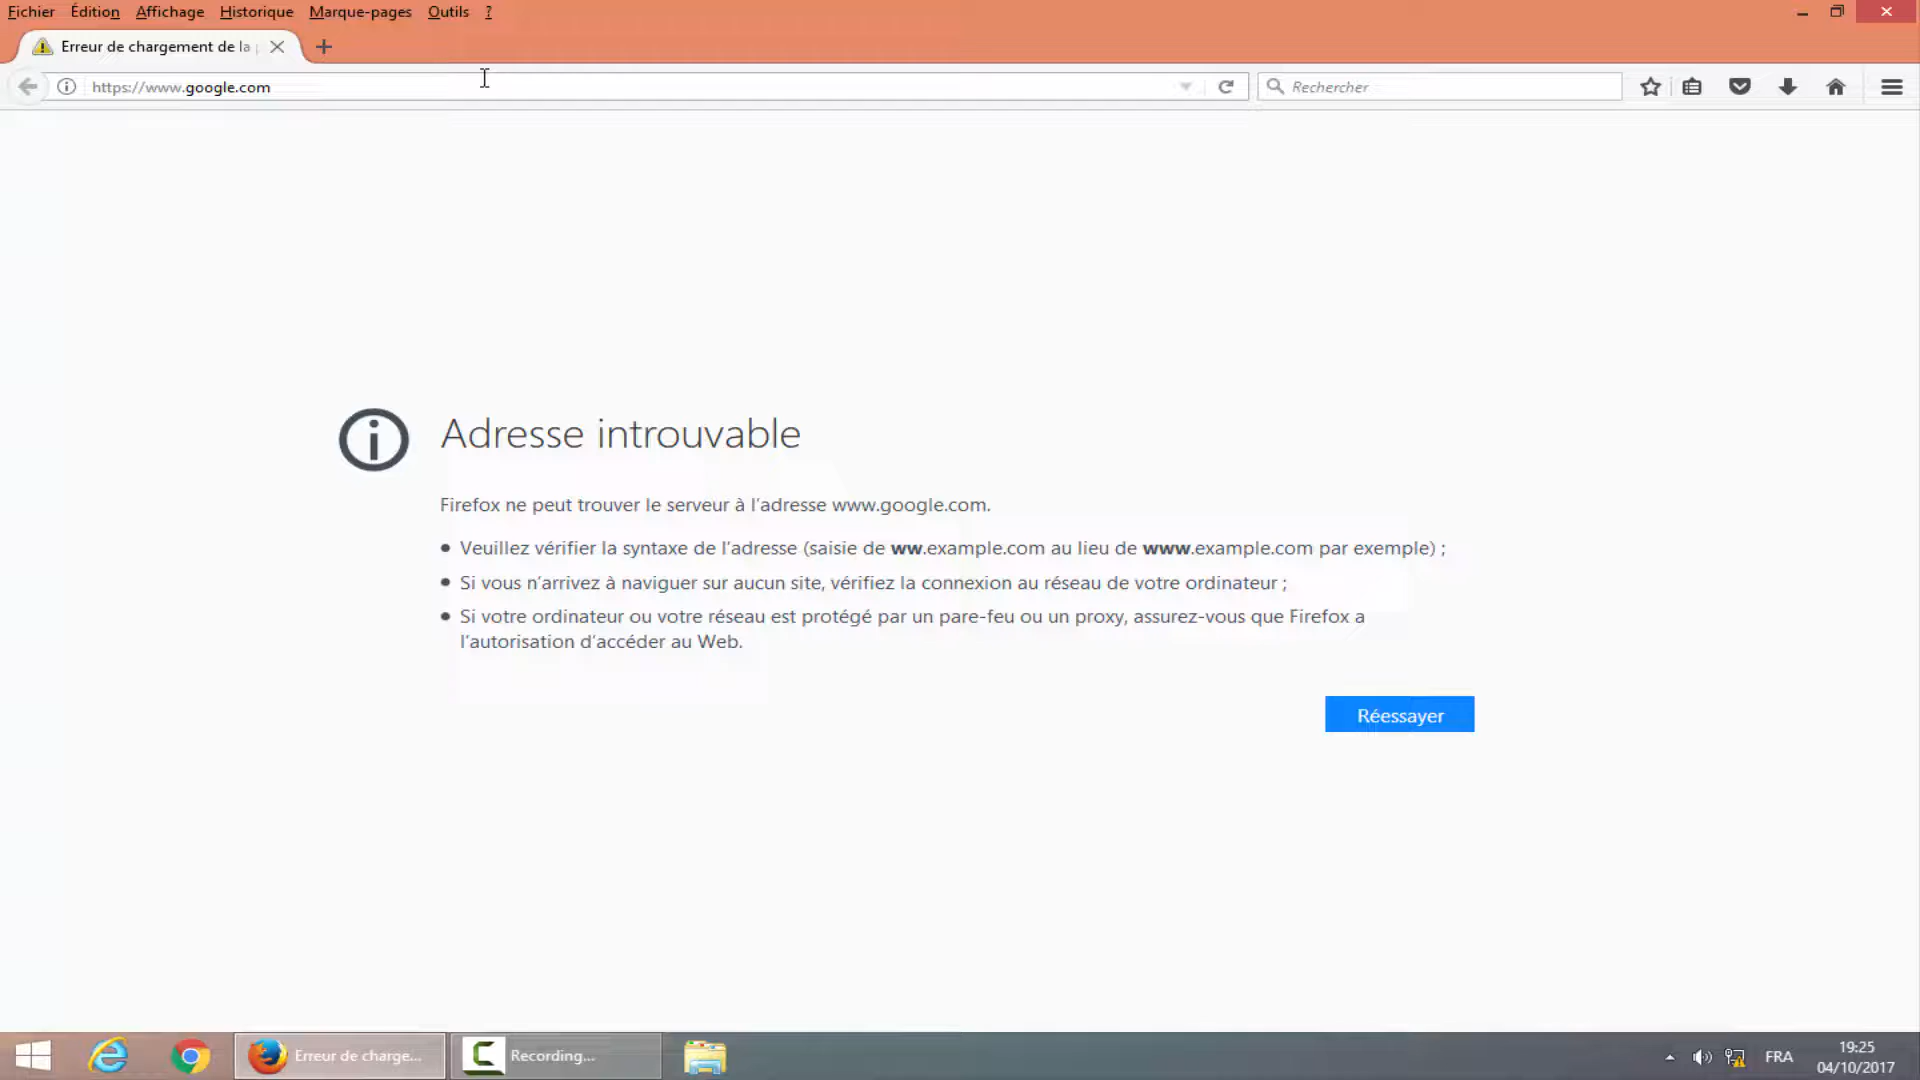 Fichier Édition Affichage Historique Marque-pages Outils ?
Erreur de chargement de la
https://www.google.com
Rechercher
Adresse introuvable
Firefox ne peut trouver le serveur à l’adresse www.google.com.
• Veuillez vérifier la syntaxe de l’adresse (saisie de ww.example.com au lieu de www.example.com par exemple) ;
• Si vous n’arrivez à naviguer sur aucun site, vérifiez la connexion au réseau de votre ordinateur ;
• Si votre ordinateur ou votre réseau est protégé par un pare-feu ou un proxy, assurez-vous que Firefox a
l’autorisation d’accéder au Web.
Réessayer
Erreur de charge...
Recording...
FRA
19:25
04/10/2017